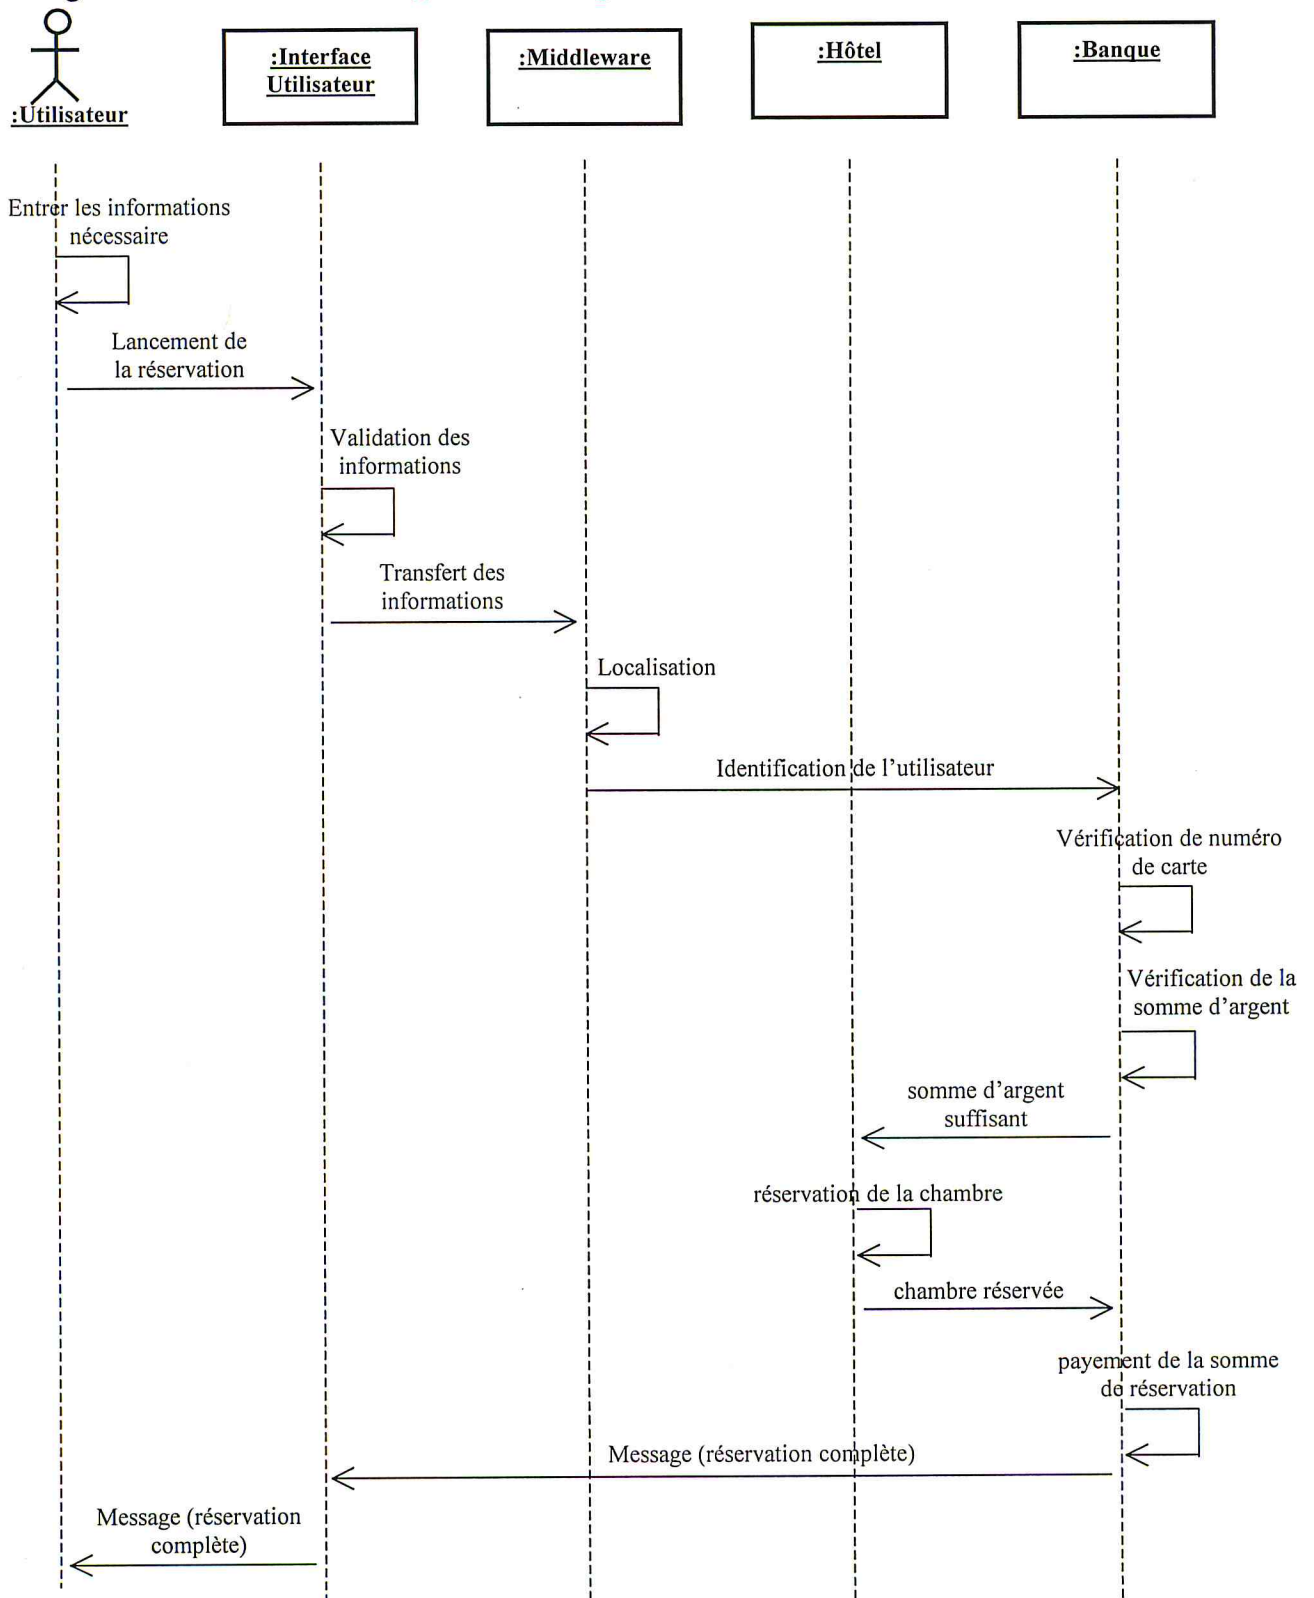 :Utilisateur
:Interface
Utilisateur
:Middleware
:Hôtel
:Banque
Entrer les informations
nécessaire
Lancement de
la réservation
Validation des
informations
Transfert des
informations
Localisation
Identification de l'utilisateur
Vérification de numéro
de carte
Vérification de la
somme d'argent
somme d'argent
suffisant
réservation de la chambre
chambre réservée
payement de la somme
de réservation
Message (réservation complète)
Message (réservation
complète)